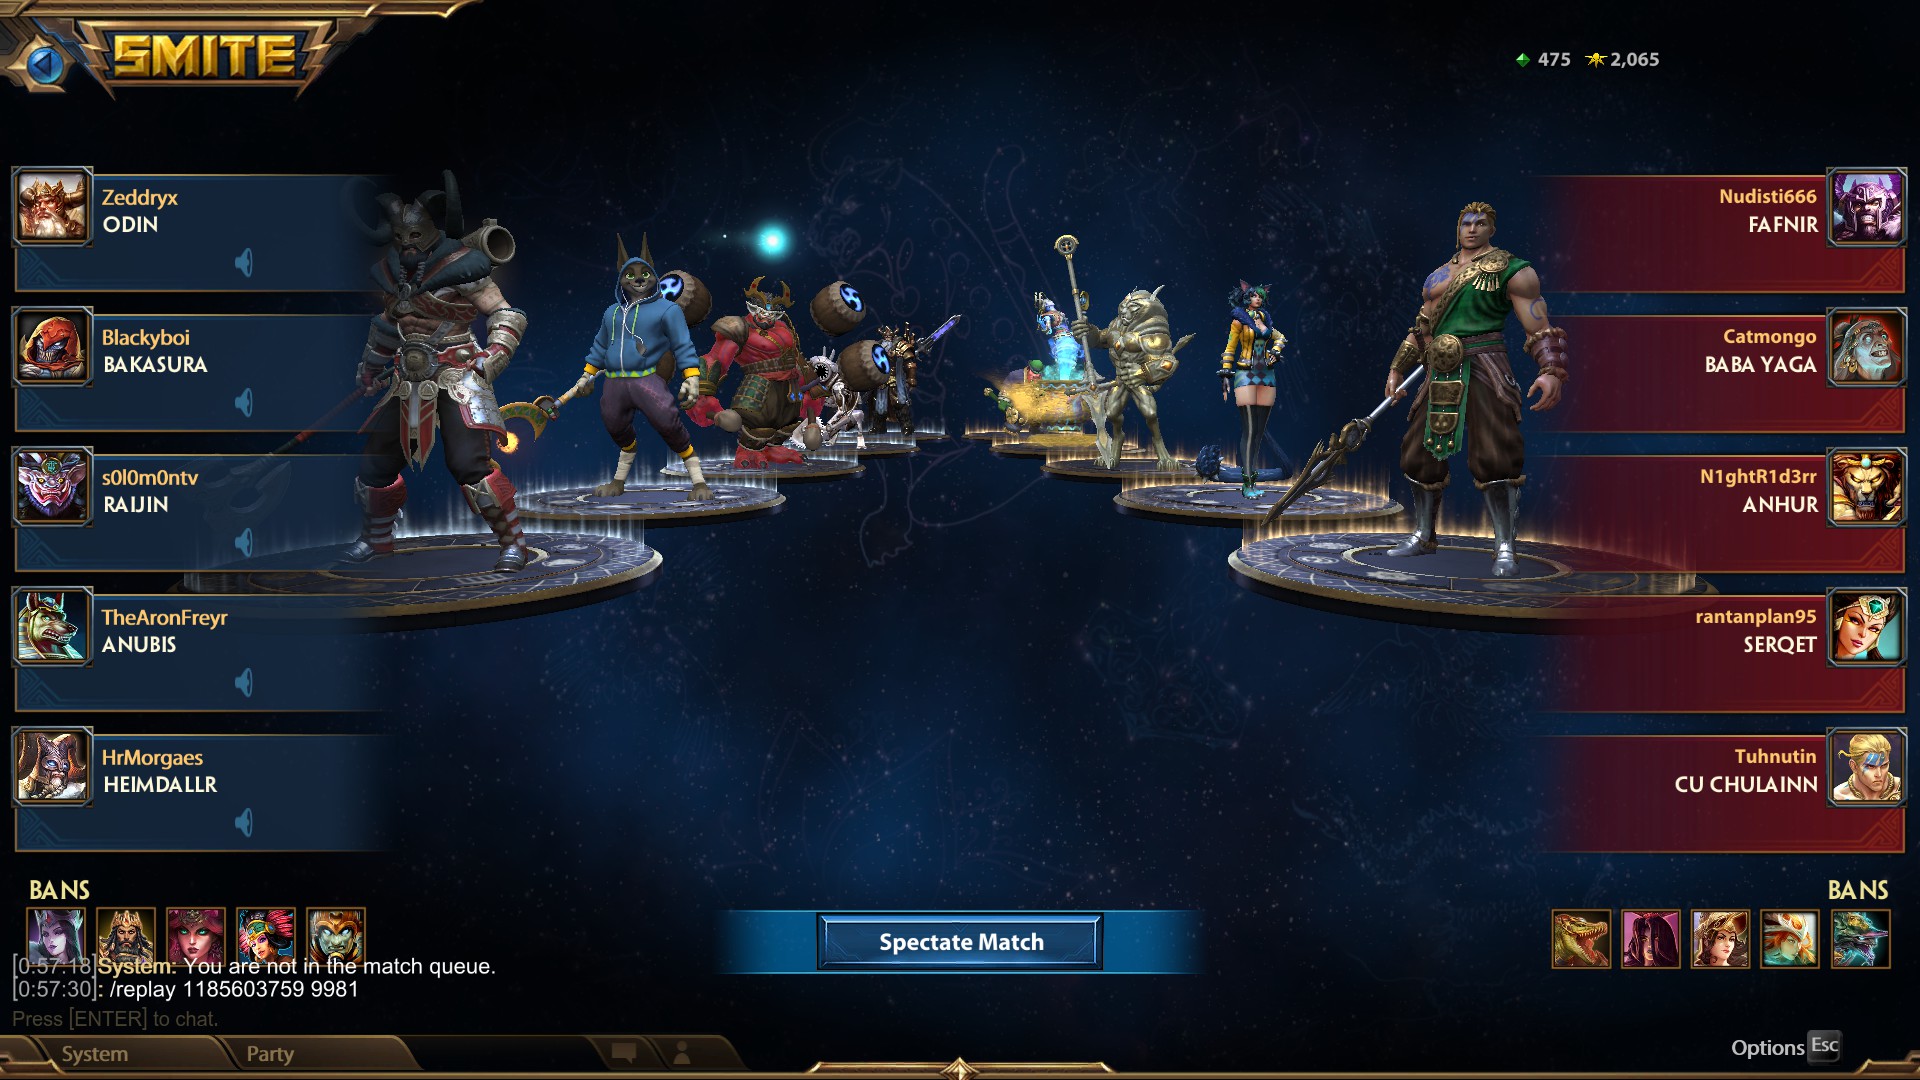 SMITE
475 2,065
Zeddryx
ODIN
Blackyboi
BAKASURA
s0l0m0ntv
RAIJIN
TheAronFreyr
ANUBIS
HrMorgaes
HEIMDALLR
Nudisti666
FAFNIR
Catmongo
BABA YAGA
N1ghtR1d3rr
ANHUR
rantanplan95
SERQET
Tuhnutin
CU CHULAINN
BANS
BANS
Spectate Match
[0:57:18]System: You are not in the match queue.
[0:57:30]: /replay 1185603759 9981
Press [ENTER] to chat.
System
Party
Options Esc